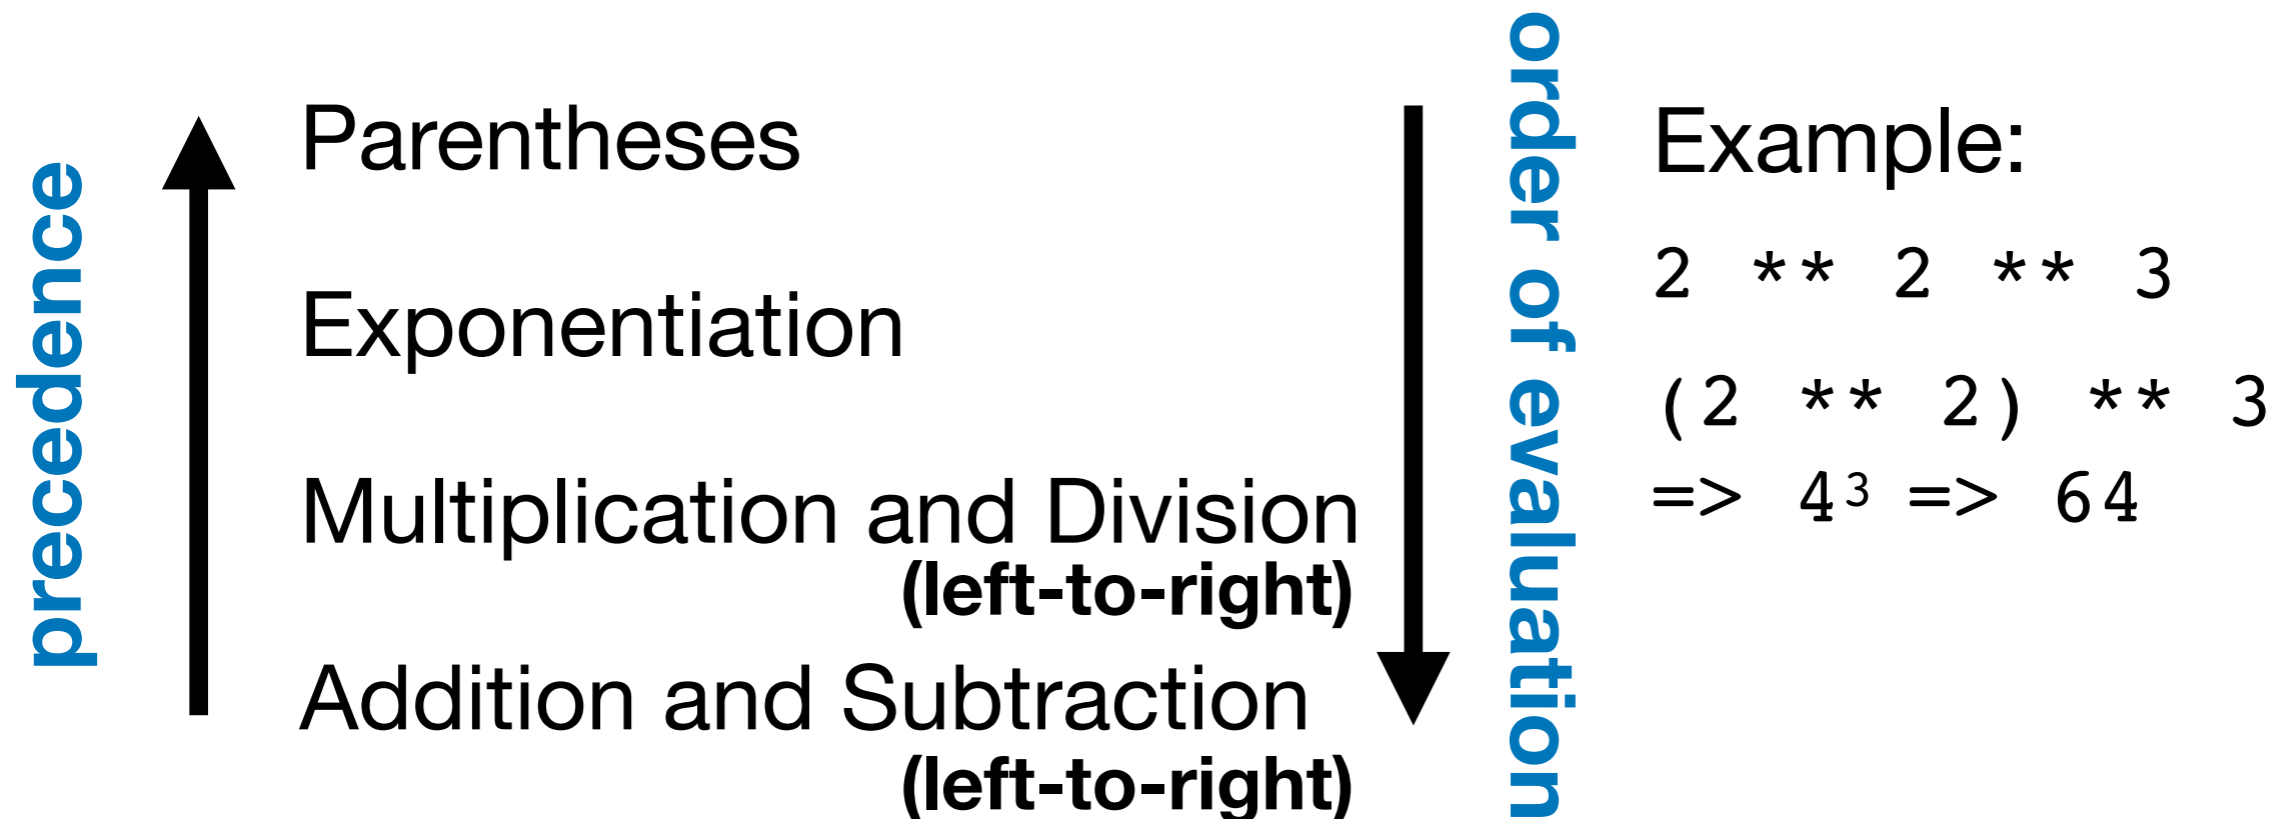 precedence
Parentheses
Exponentiation
Multiplication and Division
(left-to-right)
Addition and Subtraction
(left-to-right)
order of evaluation
Example:
2 ** 2 ** 3
(2 ** 2) ** 3
=> 4³ => 64